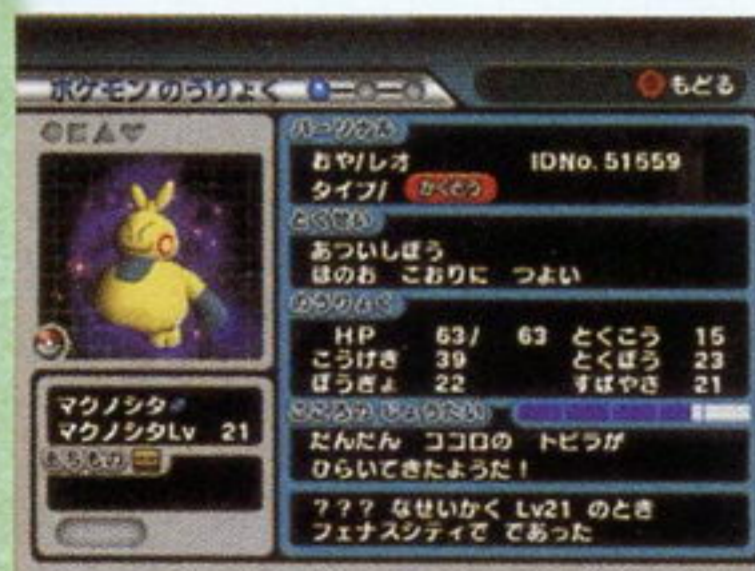 ポケモン のうりょく
もどる
パーソナル
おや/レオ IDNo. 51659
タイプ/ かくとう
とくせい
あついしぼう
ほのお こおりに つよい
のうりょく
HP 63/ 63 とくこう 15
こうげき 39 とくぼう 23
ぼうぎょ 22 すばやさ 21
マクノシタ♂
マクノシタLv 21
もちもの
こころの じょうたい
だんだん ココロの トビラが
ひらいてきたようだ!
??? なせいかく Lv21 のとき
フェナスシティで であった